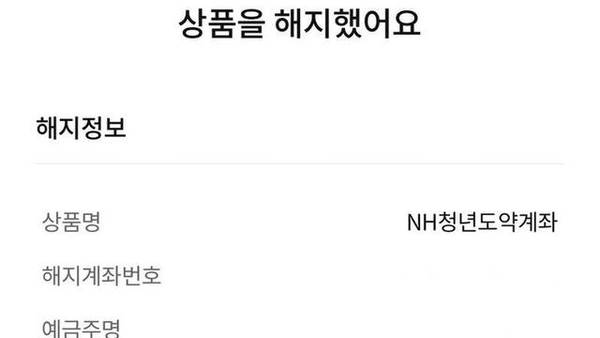 상품을 해지했어요
해지정보
상품명 NH청년도약계좌
해지계좌번호
예금주명